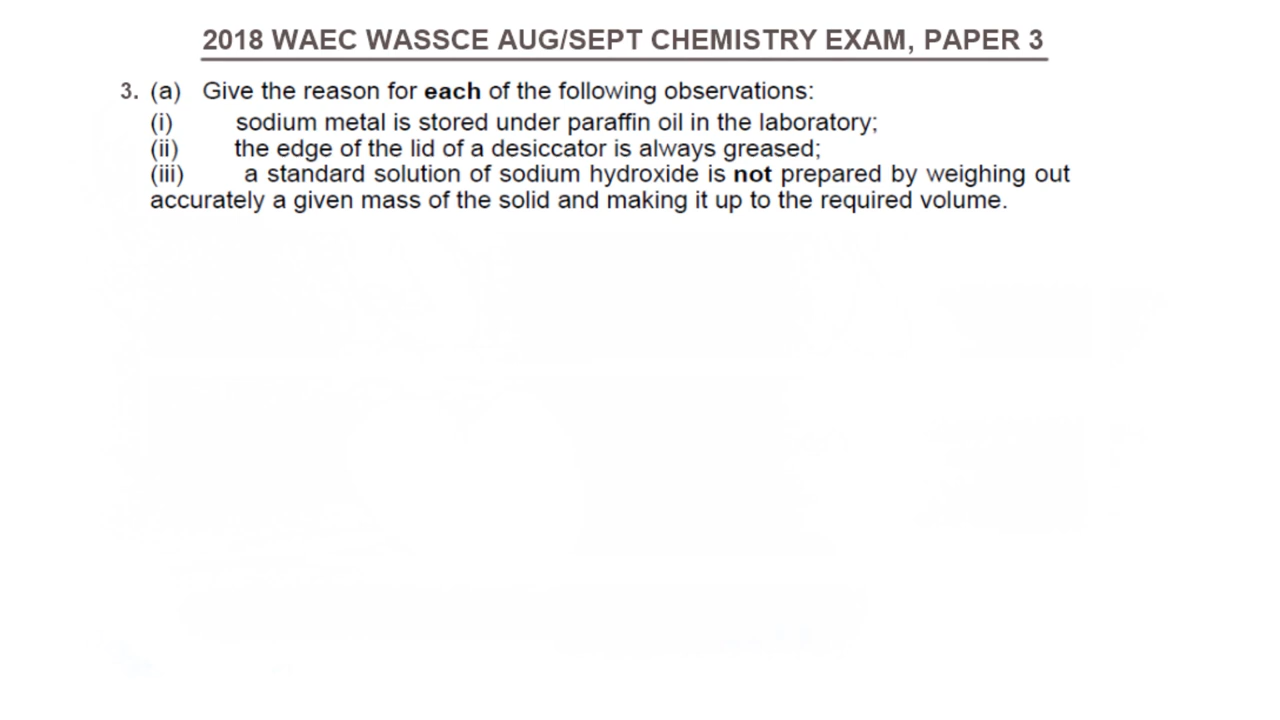 2018 WAEC WASSCE AUG/SEPT CHEMISTRY EXAM, PAPER 3
3. (a) Give the reason for each of the following observations:
(i) sodium metal is stored under paraffin oil in the laboratory;
(ii) the edge of the lid of a desiccator is always greased;
(iii) a standard solution of sodium hydroxide is not prepared by weighing out
accurately a given mass of the solid and making it up to the required volume.